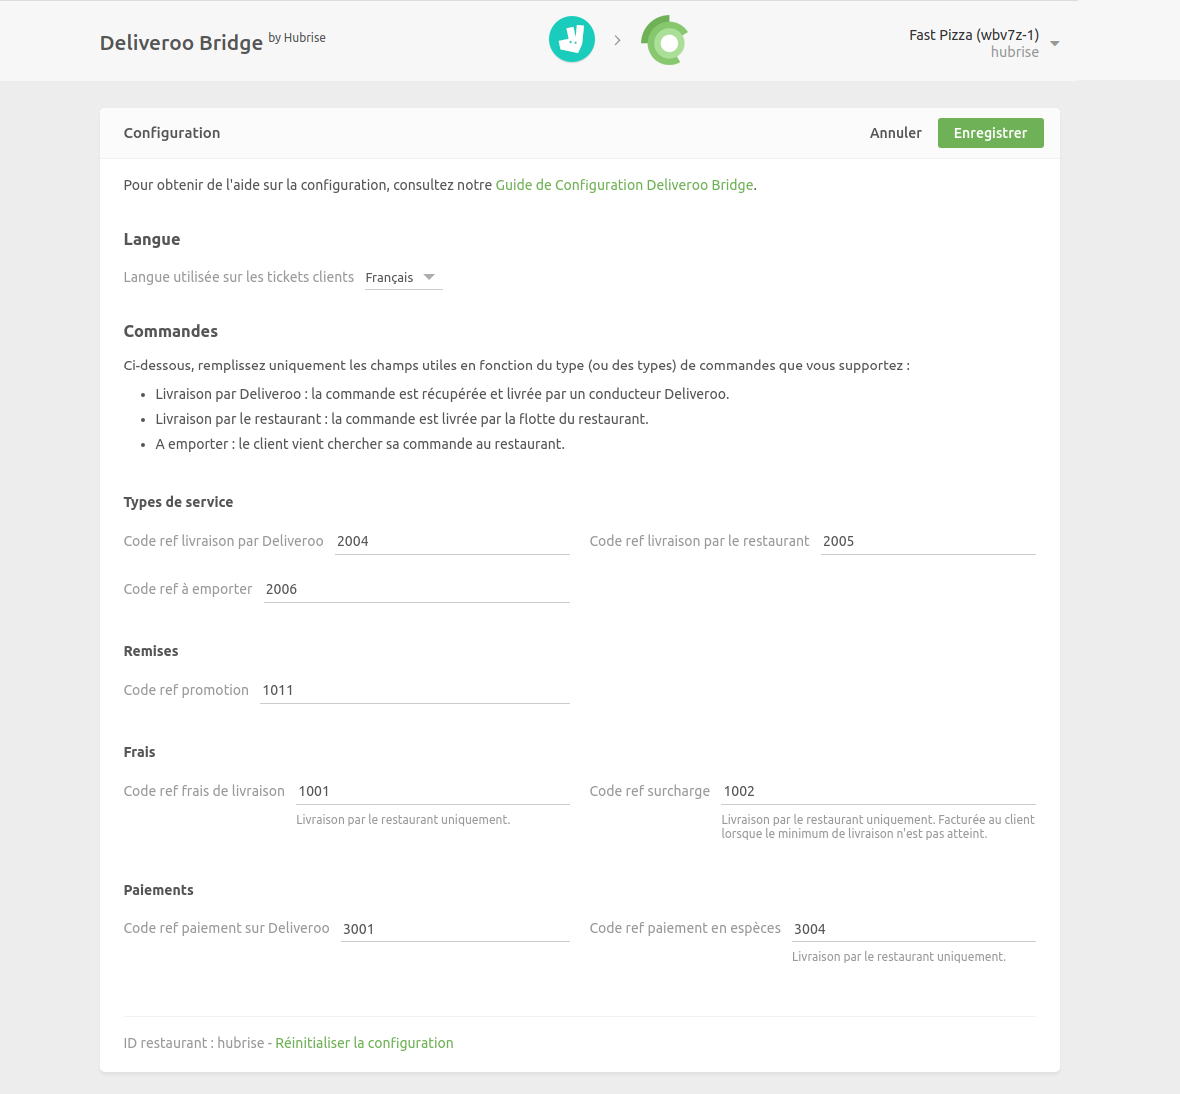 Deliveroo Bridge by Hubrise
Fast Pizza (wbv7z-1)
hubrise
Configuration
Annuler
Enregistrer
Pour obtenir de l'aide sur la configuration, consultez notre Guide de Configuration Deliveroo Bridge.
Langue
Langue utilisée sur les tickets clients Français
Commandes
Ci-dessous, remplissez uniquement les champs utiles en fonction du type (ou des types) de commandes que vous supportez :
• Livraison par Deliveroo : la commande est récupérée et livrée par un conducteur Deliveroo.
• Livraison par le restaurant : la commande est livrée par la flotte du restaurant.
• A emporter : le client vient chercher sa commande au restaurant.
Types de service
Code ref livraison par Deliveroo 2004
Code ref livraison par le restaurant 2005
Code ref à emporter 2006
Remises
Code ref promotion 1011
Frais
Code ref frais de livraison 1001
Livraison par le restaurant uniquement.
Code ref surcharge 1002
Livraison par le restaurant uniquement. Facturée au client
lorsque le minimum de livraison n'est pas atteint.
Paiements
Code ref paiement sur Deliveroo 3001
Code ref paiement en espèces 3004
Livraison par le restaurant uniquement.
ID restaurant : hubrise - Réinitialiser la configuration